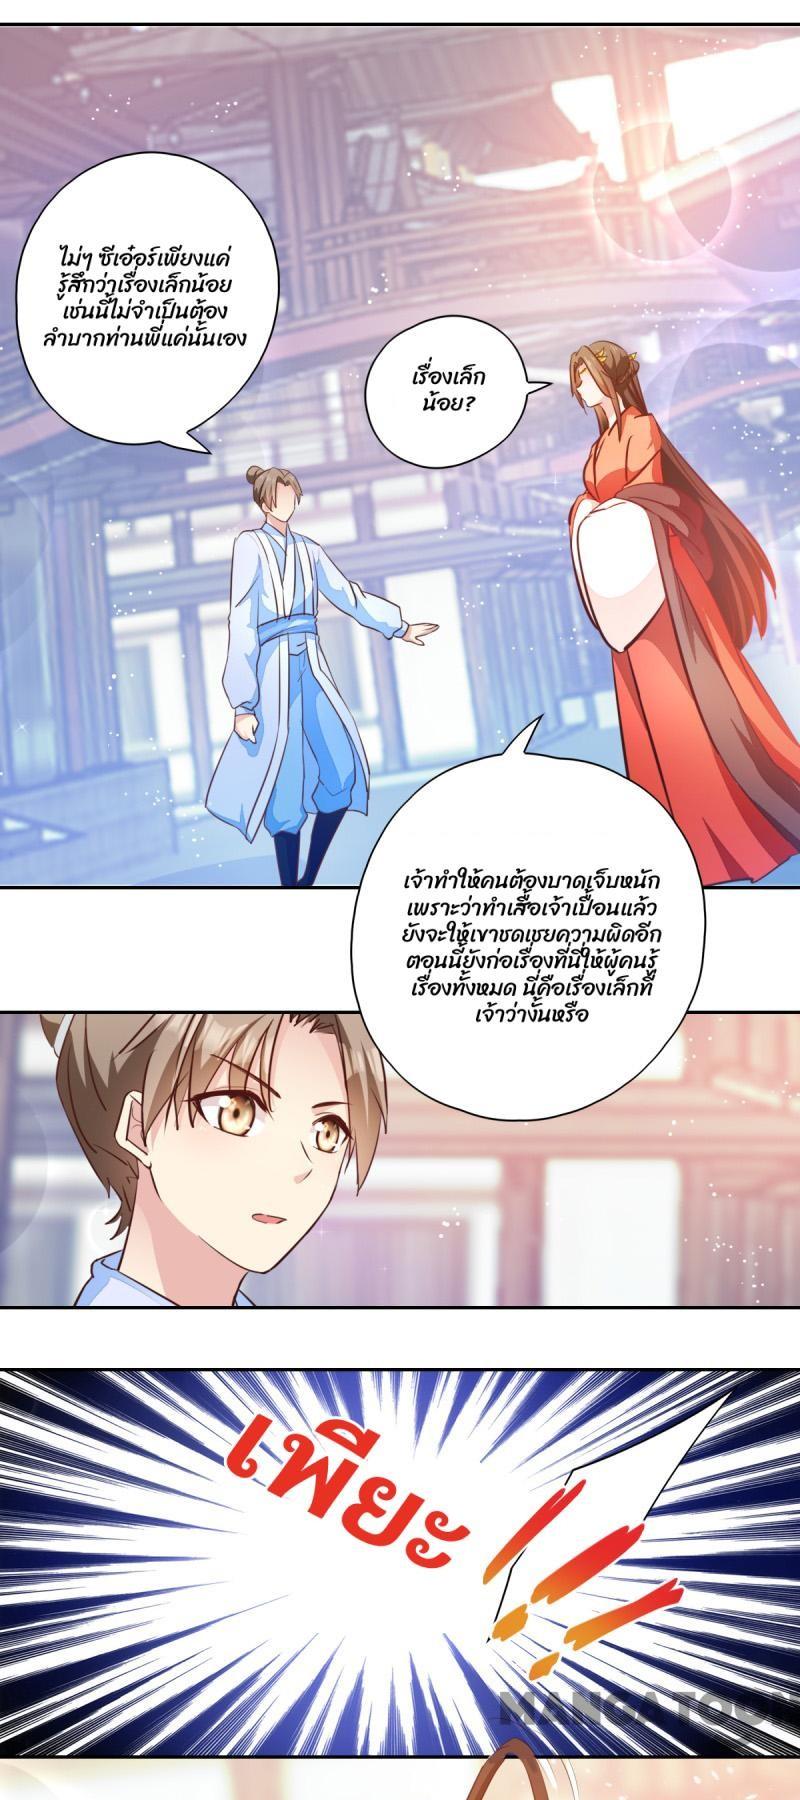 ไม่ๆ ซีเอ๋อร์เพียงแค่
รู้สึกว่าเรื่องเล็กน้อย
เช่นนี้ไม่จำเป็นต้อง
ลำบากท่านพี่แค่นั้นเอง
เรื่องเล็ก
น้อย?
เจ้าทำให้คนต้องบาดเจ็บหนัก
เพราะว่าทำเสื้อเจ้าเปื้อนแล้ว
ยังจะให้เขาชดเชยความผิดอีก
ตอนนี้ยังก่อเรื่องที่นี่ให้ผู้คนรู้
เรื่องทั้งหมด นี่คือเรื่องเล็กที่
เจ้าว่างั้นหรือ
เพียะ
!!
MANGATOON